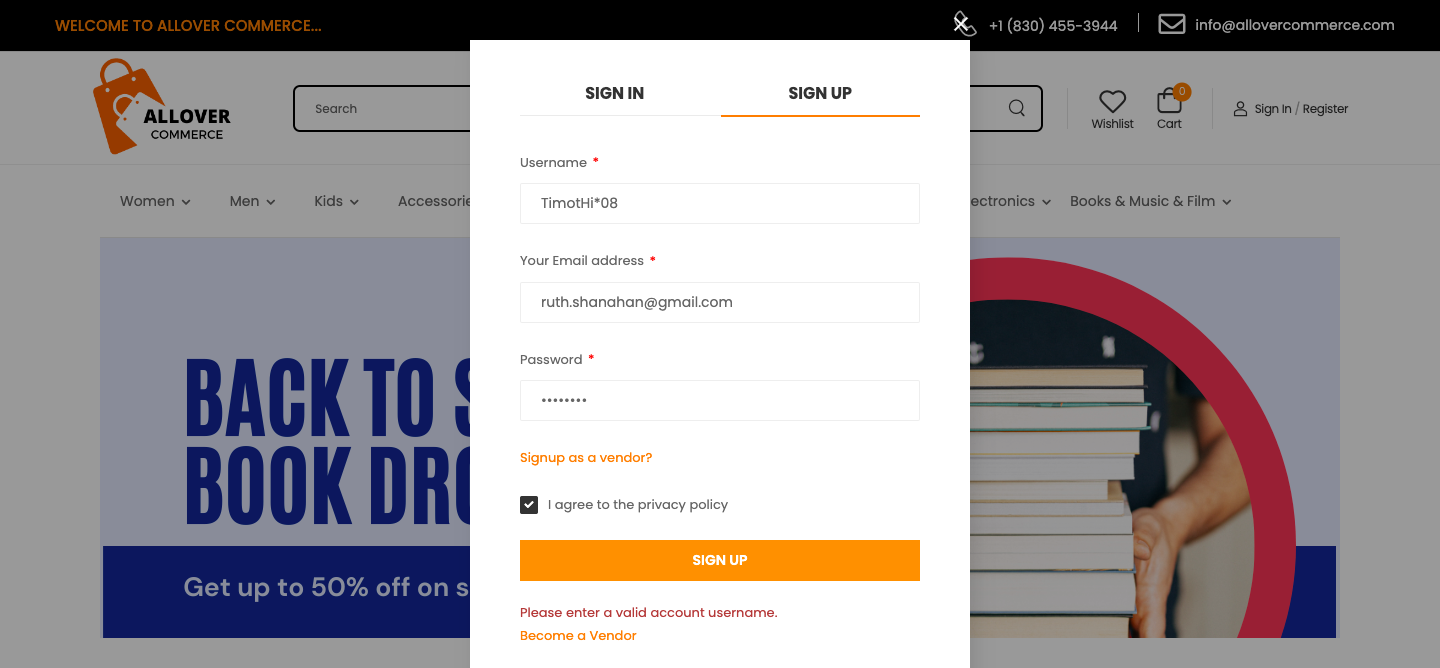 WELCOME TO ALLOVER COMMERCE...
+1 (830) 455-3944
info@allovercommerce.com
ALLOVER
COMMERCE
Search
0
Wishlist
Cart
Sign In / Register
Women
Men
Kids
Books & Music & Film
SIGN IN
SIGN UP
Username *
TimotHi*08
Your Email address *
ruth.shanahan@gmail.com
Password *
••••••••
Signup as a vendor?
I agree to the privacy policy
SIGN UP
Please enter a valid account username.
Become a Vendor
BACK TO
BOOK
Get up to 50% off on